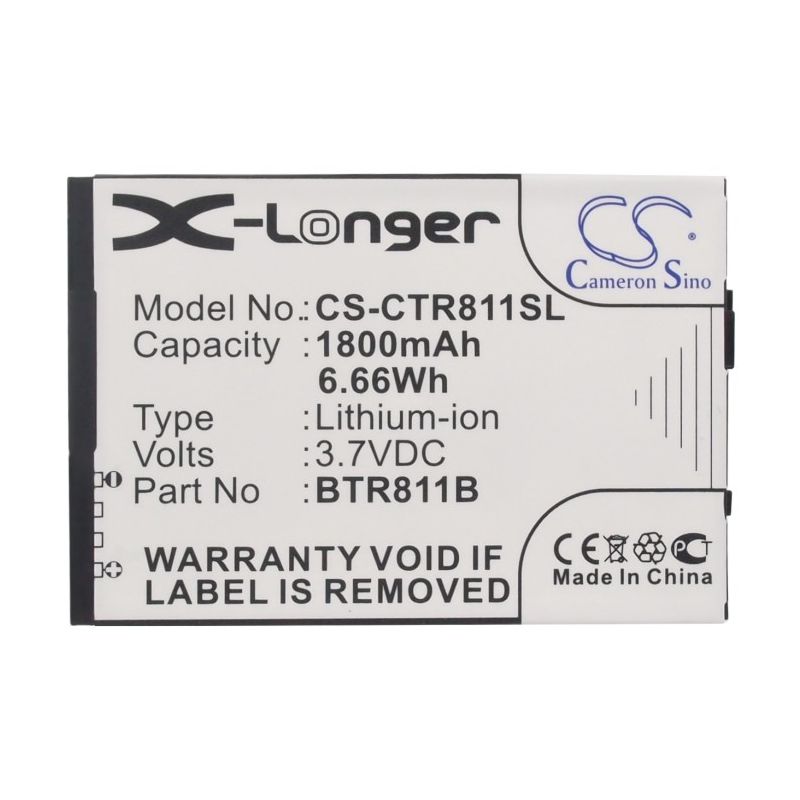 X-Longer
CS
Cameron Sino
Model No.: CS-CTR811SL
Capacity :1800mAh
6.66Wh
Type :Lithium-ion
Volts :3.7VDC
Part No :BTR811B
WARRANTY VOID IF
LABEL IS REMOVED
CE PCT
Made In China